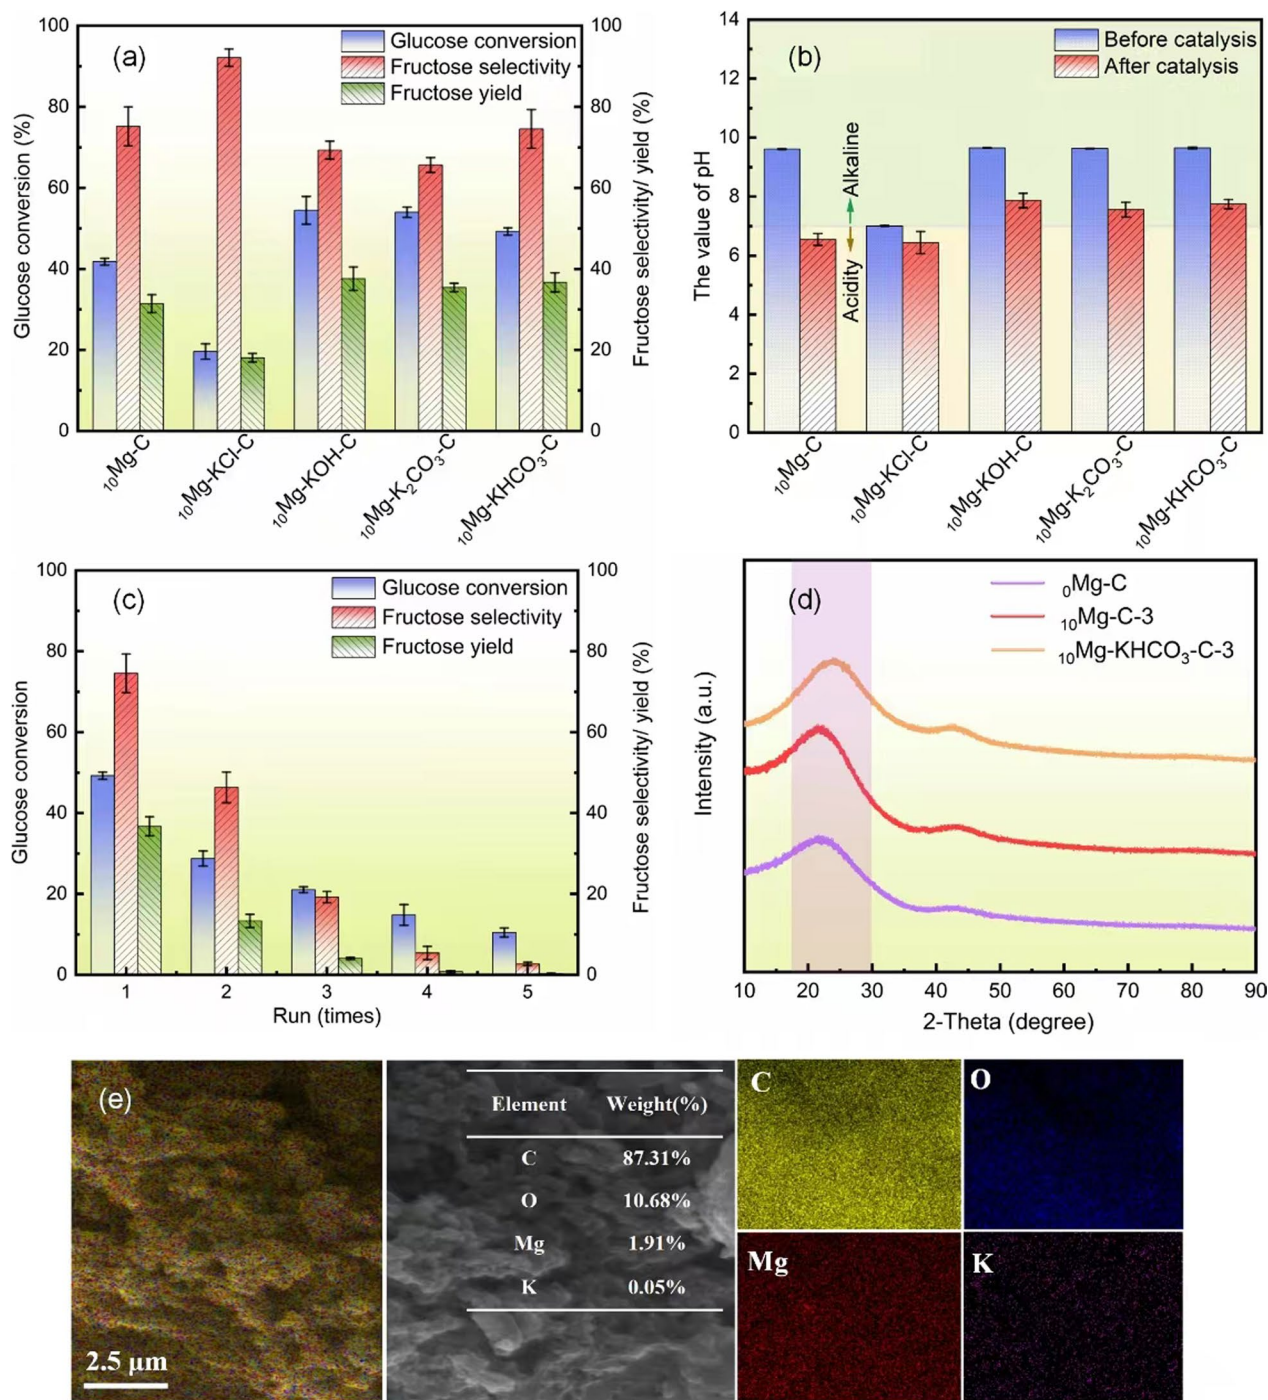 (a)
Glucose conversion
Fructose selectivity
Fructose yield
Glucose conversion (%)
100
80
60
40
20
0
100
80
60
40
20
0
Fructose selectivity/ yield (%)
₁₀Mg-C
₁₀Mg-KCl-C
₁₀Mg-KOH-C
₁₀Mg-K₂CO₃-C
₁₀Mg-KHCO₃-C
(b)
Before catalysis
After catalysis
The value of pH
14
12
10
8
6
4
2
0
Alkaline
Acidity
₁₀Mg-C
₁₀Mg-KCl-C
₁₀Mg-KOH-C
₁₀Mg-K₂CO₃-C
₁₀Mg-KHCO₃-C
(c)
Glucose conversion
Fructose selectivity
Fructose yield
Glucose conversion
100
80
60
40
20
0
100
80
60
40
20
0
Fructose selectivity/ yield (%)
1 2 3 4 5
Run (times)
(d)
₀Mg-C
₁₀Mg-C-3
₁₀Mg-KHCO₃-C-3
Intensity (a.u.)
10 20 30 40 50 60 70 80 90
2-Theta (degree)
(e)
2.5 μm
Element Weight(%)
C 87.31%
O 10.68%
Mg 1.91%
K 0.05%
C
O
Mg
K